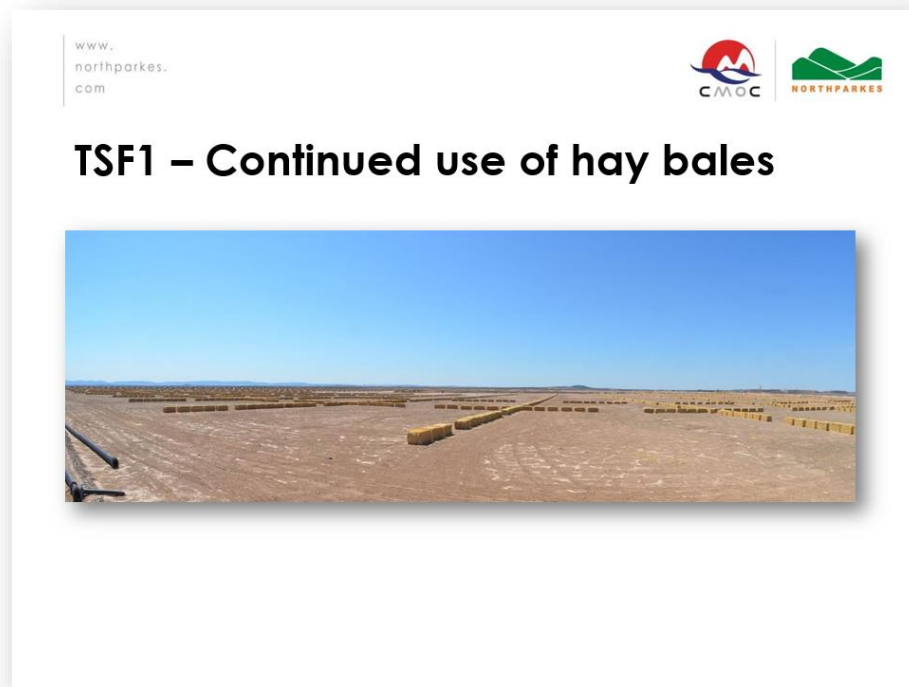 www.
northparkes.
com
CMOC
NORTHPARKES
TSF1 – Continued use of hay bales